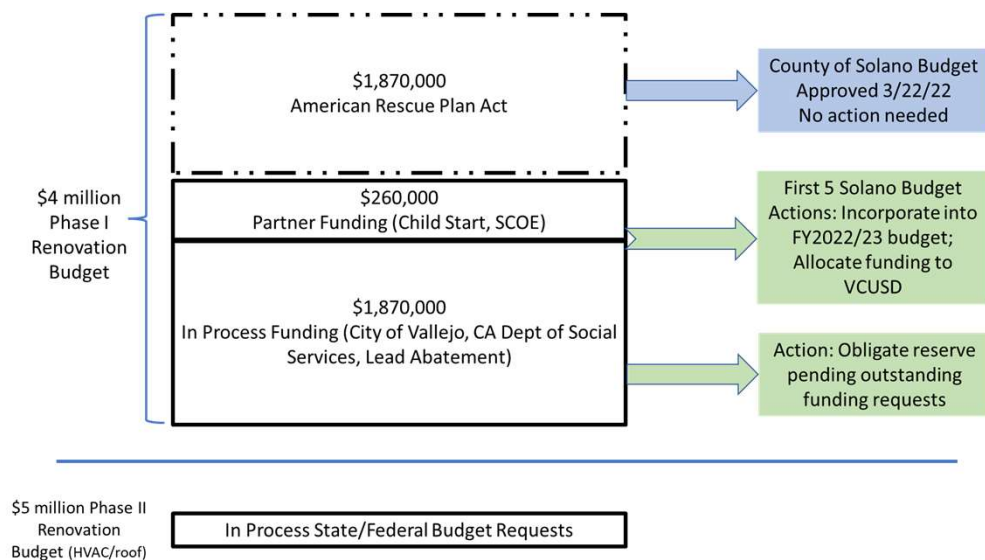 $4 million
Phase I
Renovation
Budget
$1,870,000
American Rescue Plan Act
County of Solano Budget
Approved 3/22/22
No action needed
$260,000
Partner Funding (Child Start, SCOE)
First 5 Solano Budget
Actions: Incorporate into
FY2022/23 budget;
Allocate funding to
VCUSD
$1,870,000
In Process Funding (City of Vallejo, CA Dept of Social
Services, Lead Abatement)
Action: Obligate reserve
pending outstanding
funding requests
$5 million Phase II
Renovation
Budget (HVAC/roof)
In Process State/Federal Budget Requests